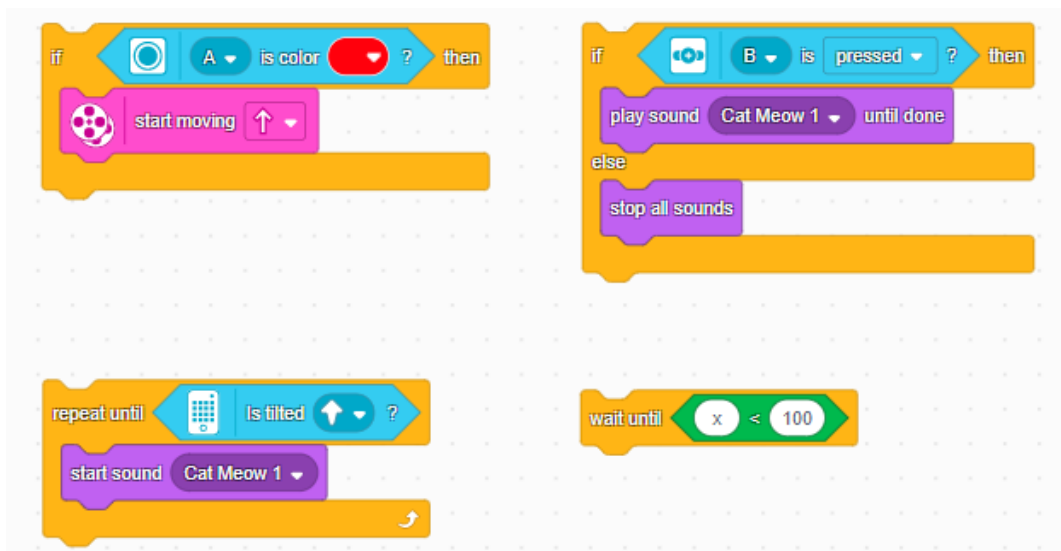 if A is color ? then
start moving
if B is pressed ? then
play sound Cat Meow 1 until done
else
stop all sounds
repeat until Is tilted ?
start sound Cat Meow 1
wait until x < 100